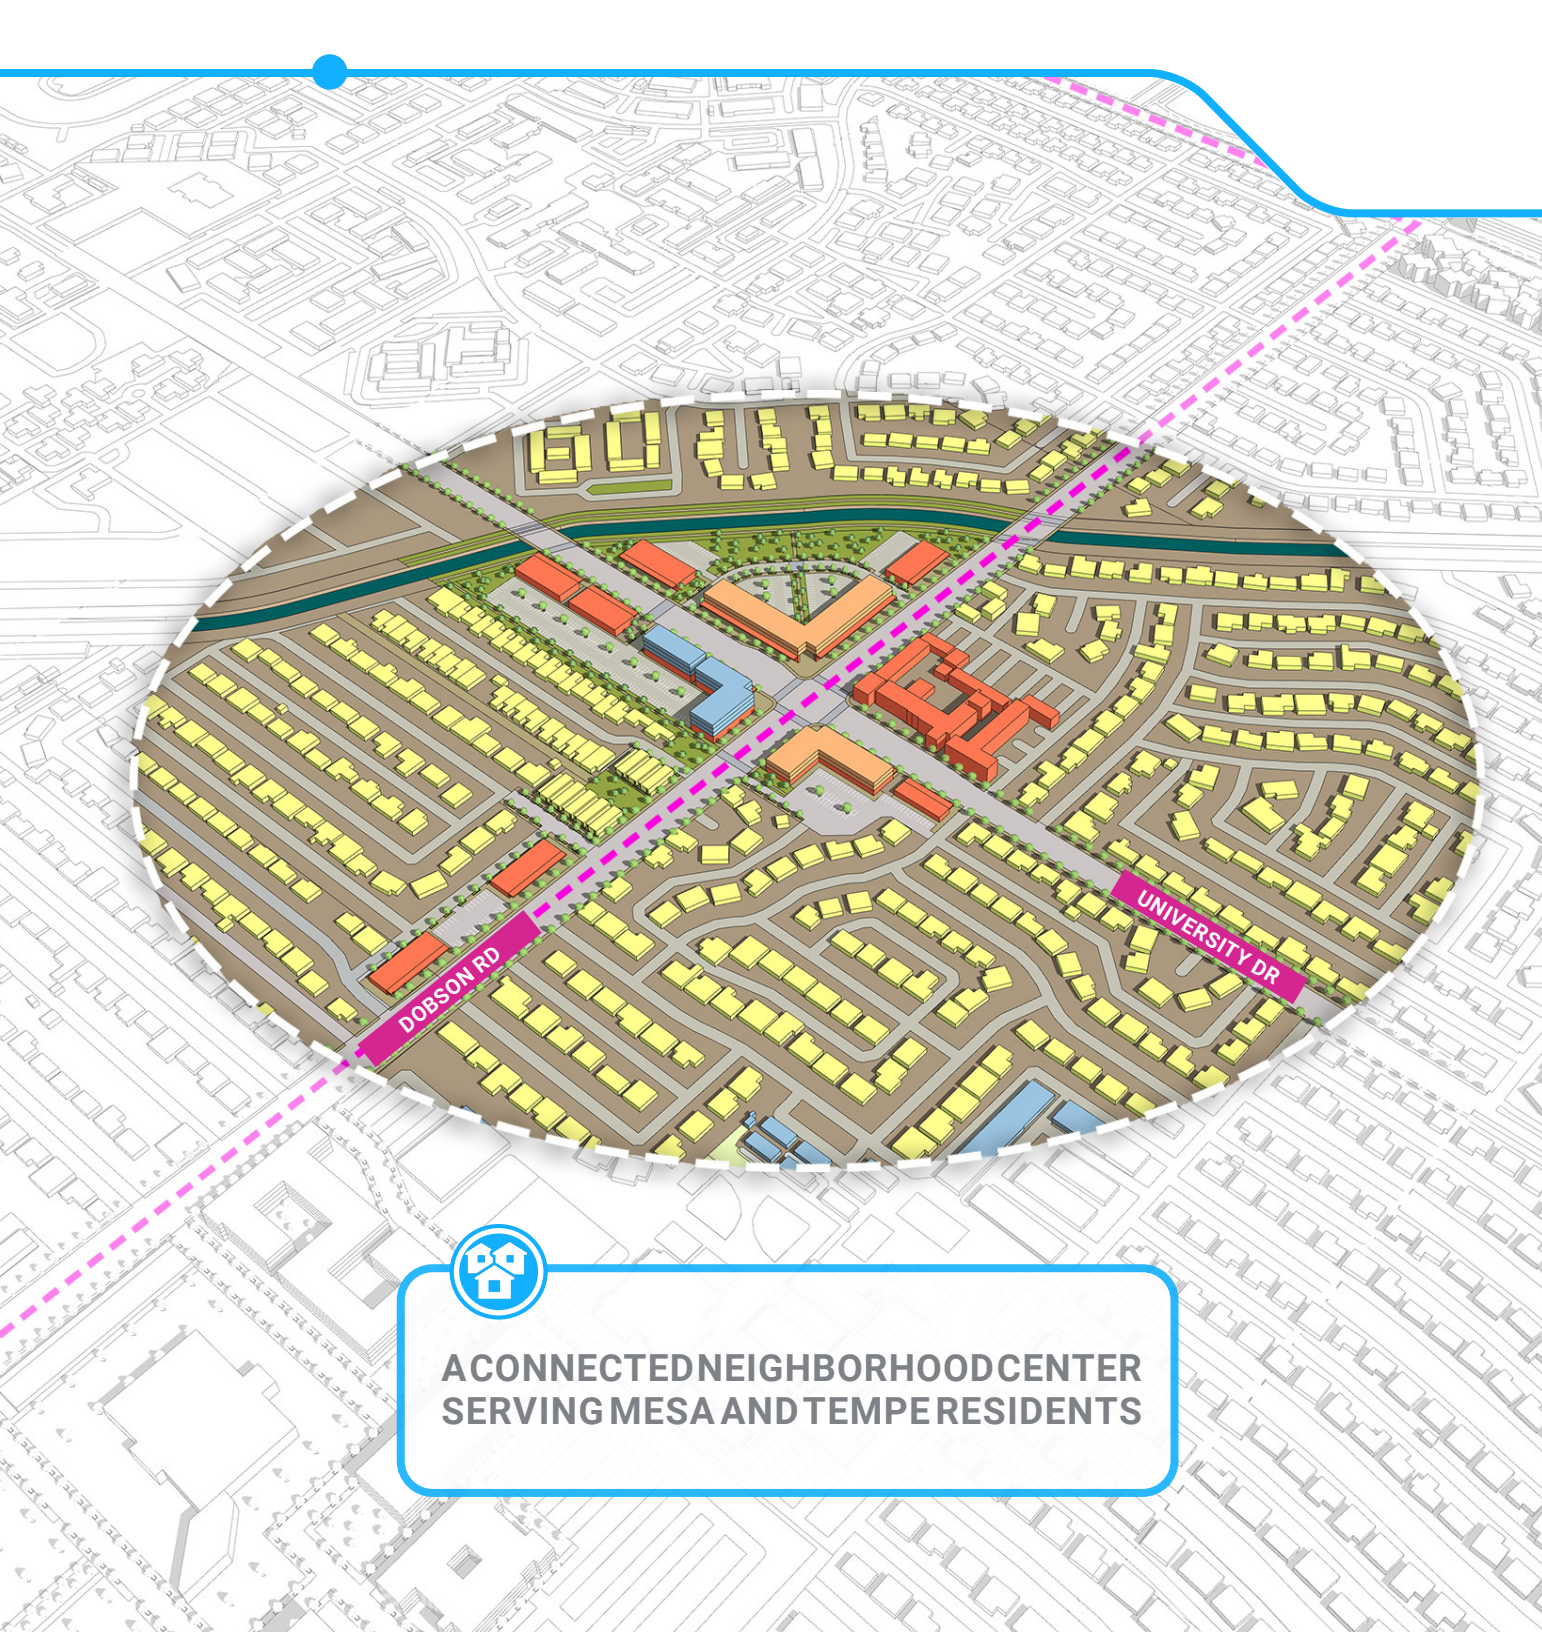 UNIVERSITY DR
DOBSON RD
A CONNECTED NEIGHBORHOOD CENTER
SERVING MESA AND TEMPE RESIDENTS